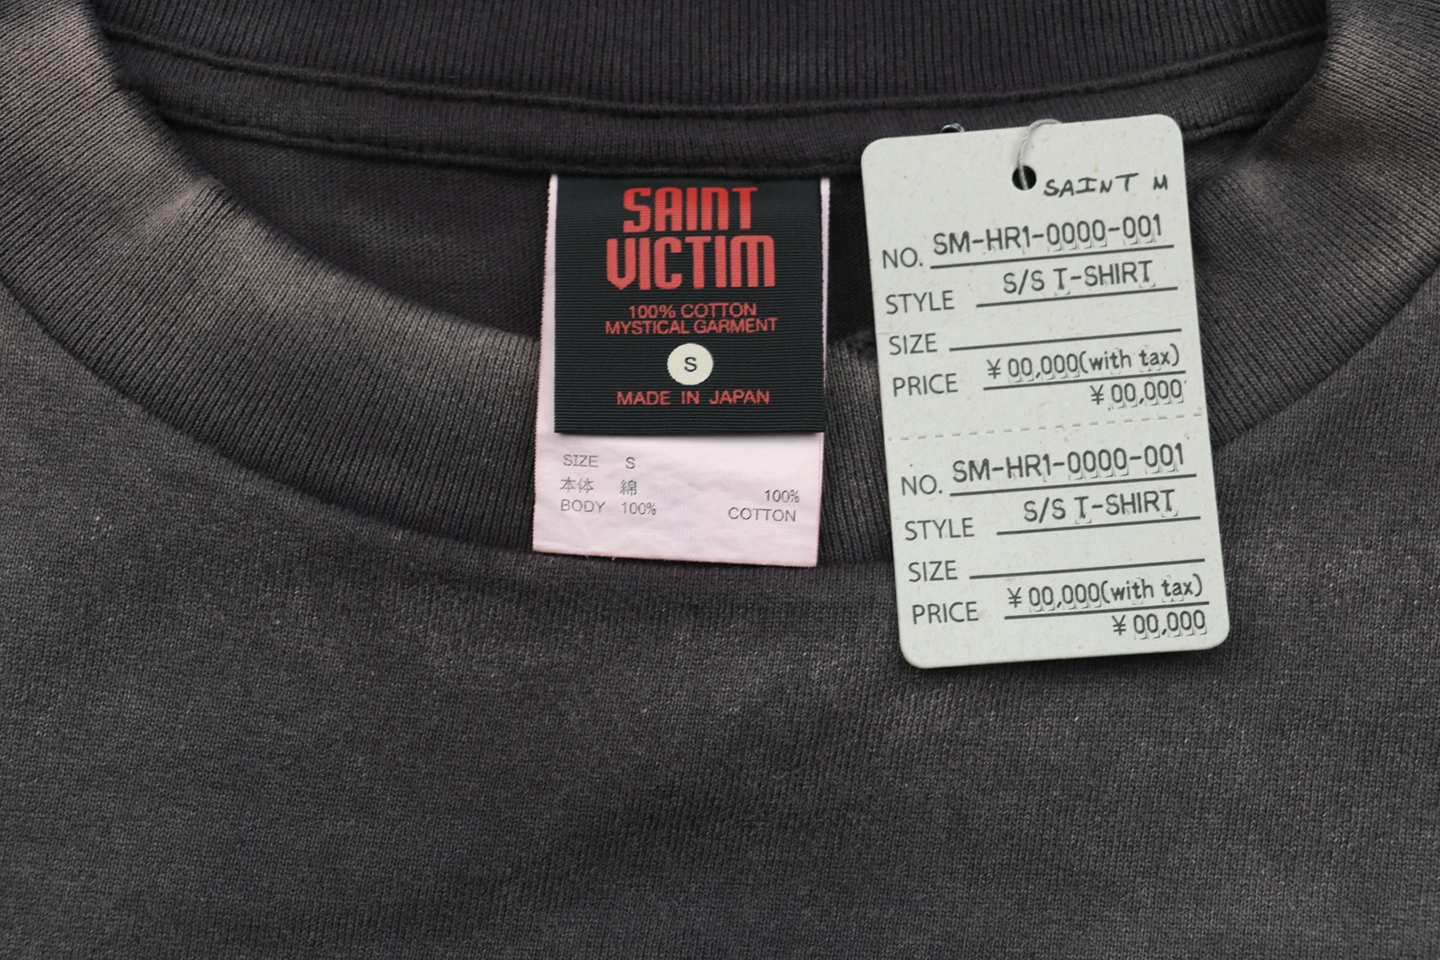 SAINT
VICTIM
100% COTTON
MYSTICAL GARMENT
S
MADE IN JAPAN
SIZE S
本体 綿
BODY 100%
100%
COTTON
SAINT M
NO. SM-HR1-0000-001
STYLE S/S T-SHIRT
SIZE
PRICE ¥00,000(with tax)
¥00,000
NO. SM-HR1-0000-001
STYLE S/S T-SHIRT
SIZE
PRICE ¥00,000(with tax)
¥00,000